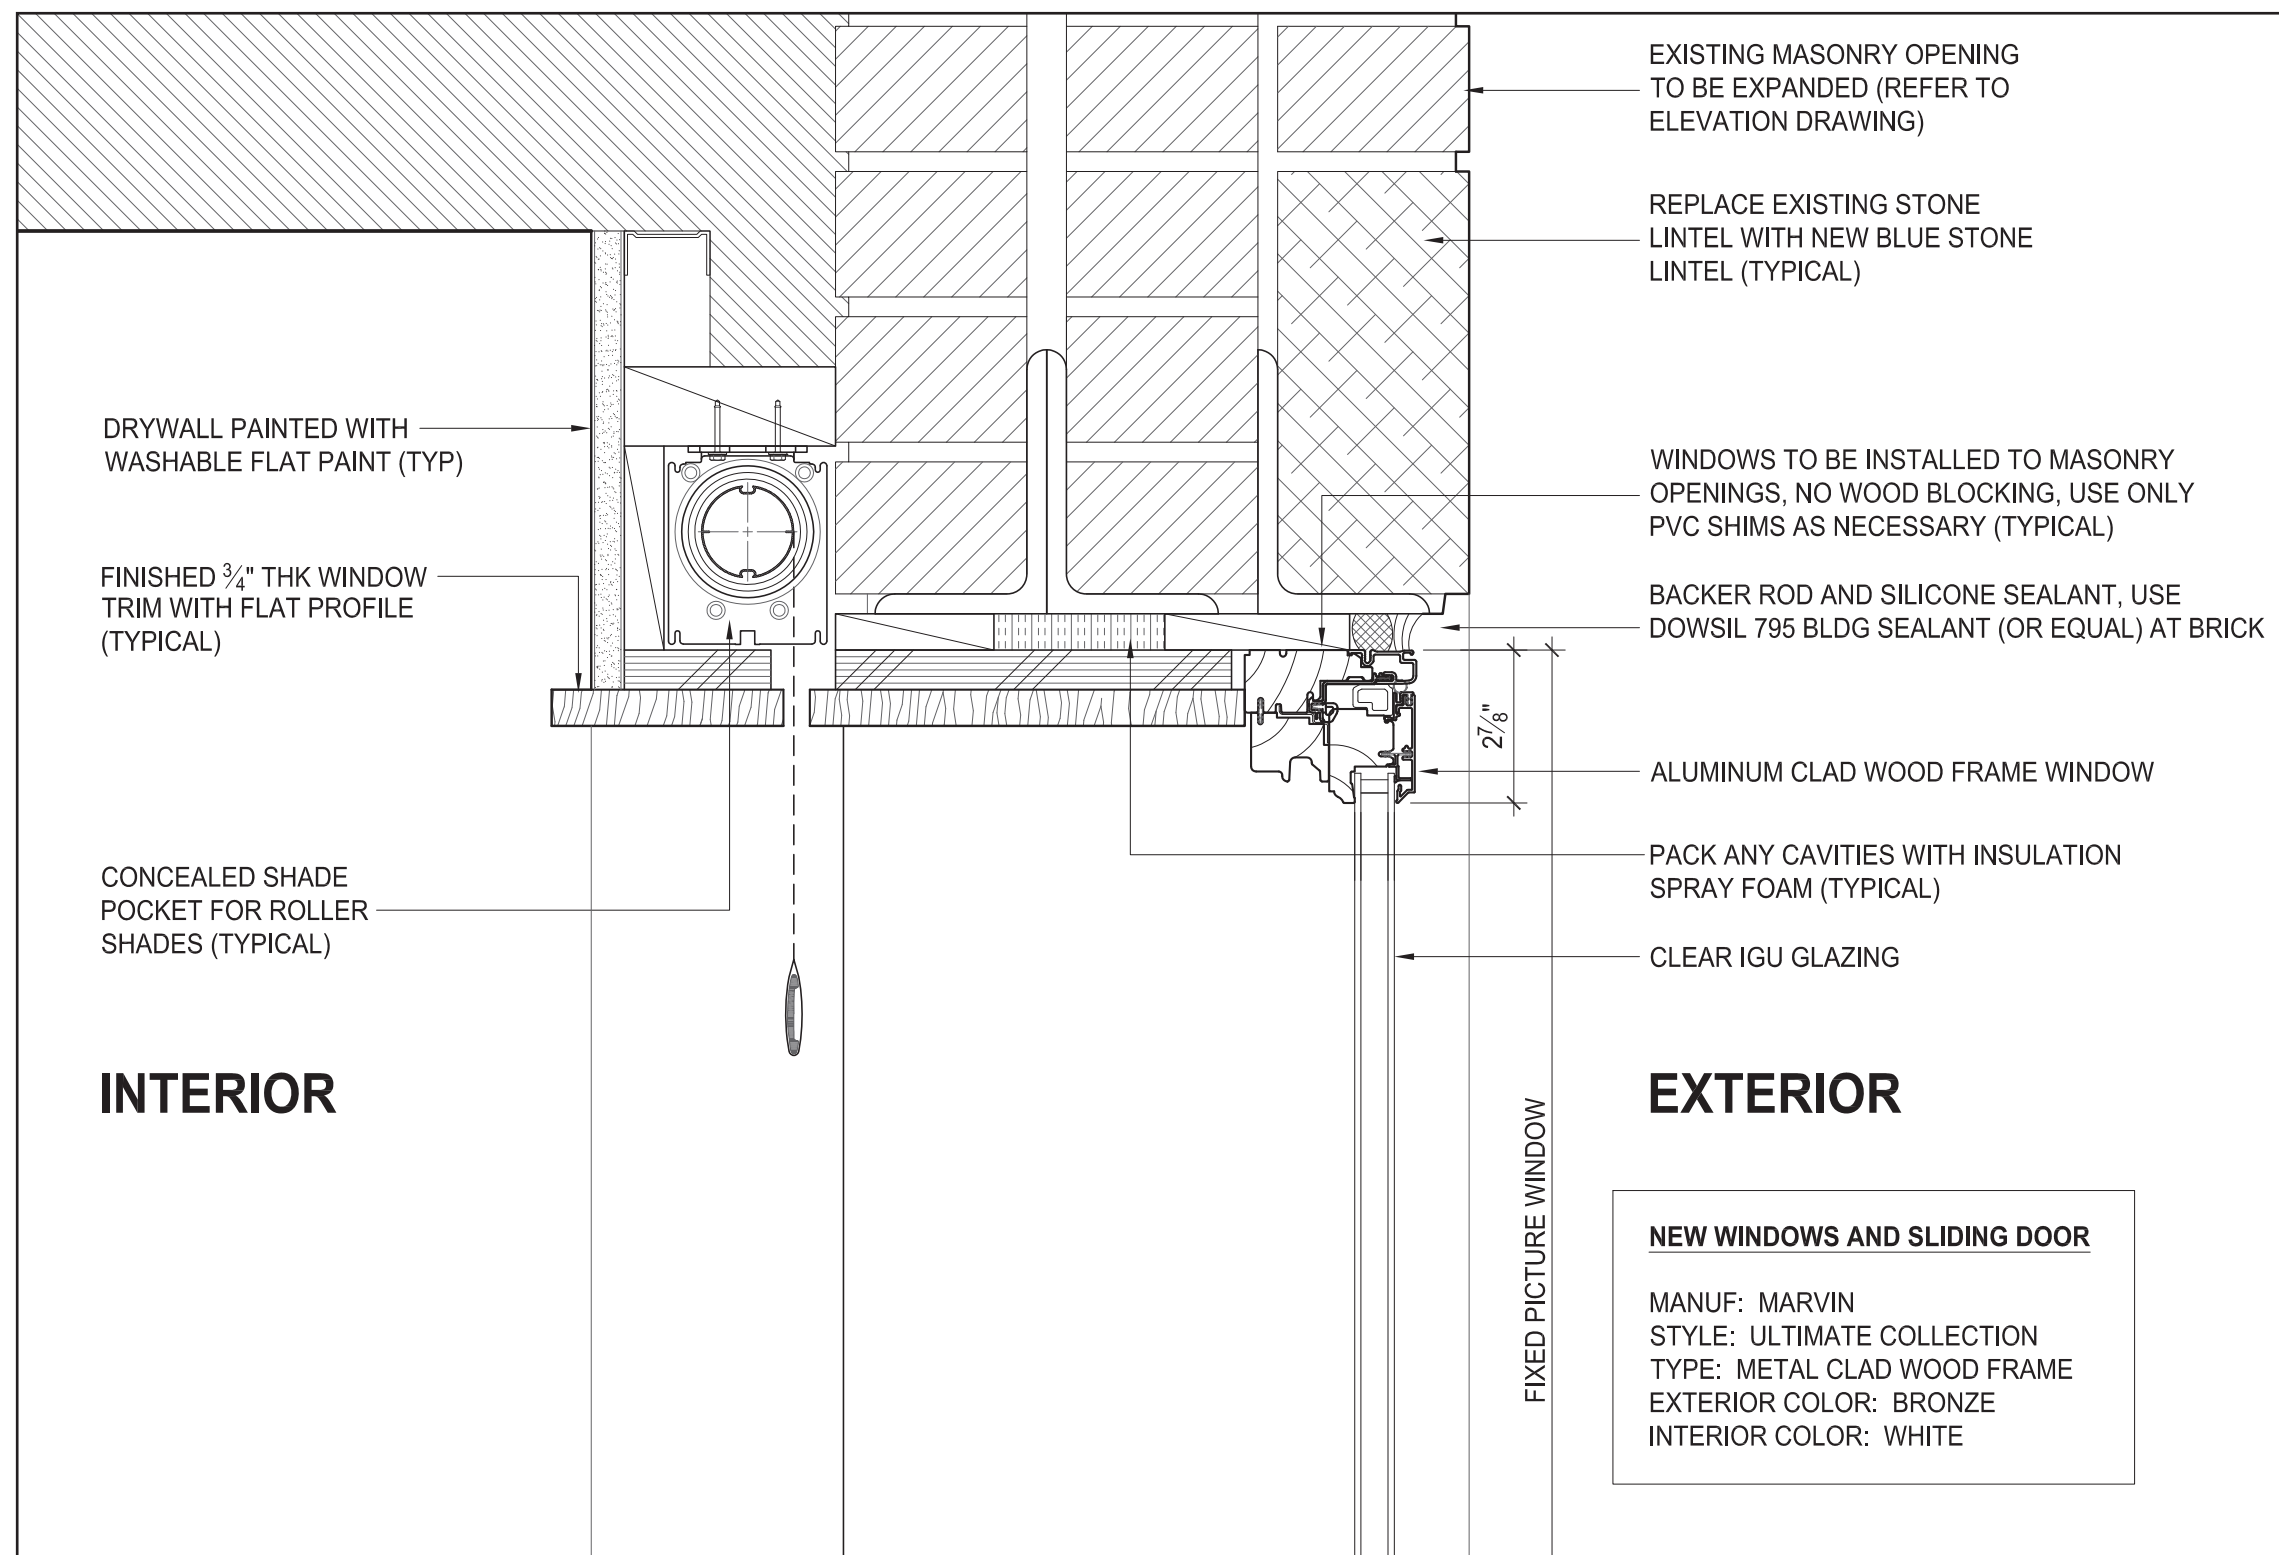 EXISTING MASONRY OPENING
TO BE EXPANDED (REFER TO
ELEVATION DRAWING)
REPLACE EXISTING STONE
LINTEL WITH NEW BLUE STONE
LINTEL (TYPICAL)
WINDOWS TO BE INSTALLED TO MASONRY
OPENINGS, NO WOOD BLOCKING, USE ONLY
PVC SHIMS AS NECESSARY (TYPICAL)
BACKER ROD AND SILICONE SEALANT, USE
DOWSIL 795 BLDG SEALANT (OR EQUAL) AT BRICK
DRYWALL PAINTED WITH
WASHABLE FLAT PAINT (TYP)
FINISHED ¾" THK WINDOW
TRIM WITH FLAT PROFILE
(TYPICAL)
CONCEALED SHADE
POCKET FOR ROLLER
SHADES (TYPICAL)
2⅞"
ALUMINUM CLAD WOOD FRAME WINDOW
PACK ANY CAVITIES WITH INSULATION
SPRAY FOAM (TYPICAL)
CLEAR IGU GLAZING
INTERIOR
EXTERIOR
FIXED PICTURE WINDOW
NEW WINDOWS AND SLIDING DOOR
MANUF: MARVIN
STYLE: ULTIMATE COLLECTION
TYPE: METAL CLAD WOOD FRAME
EXTERIOR COLOR: BRONZE
INTERIOR COLOR: WHITE